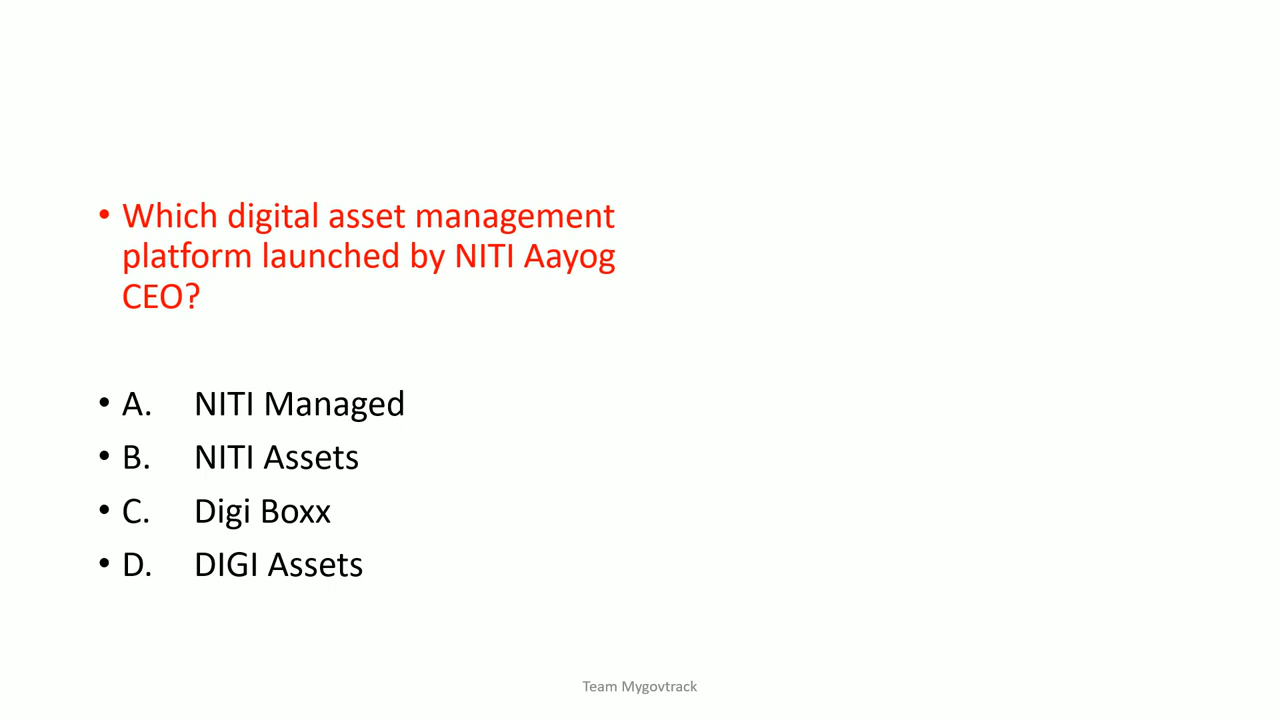 • Which digital asset management
platform launched by NITI Aayog
CEO?
• A. NITI Managed
• B. NITI Assets
• C. Digi Boxx
• D. DIGI Assets
Team Mygovtrack